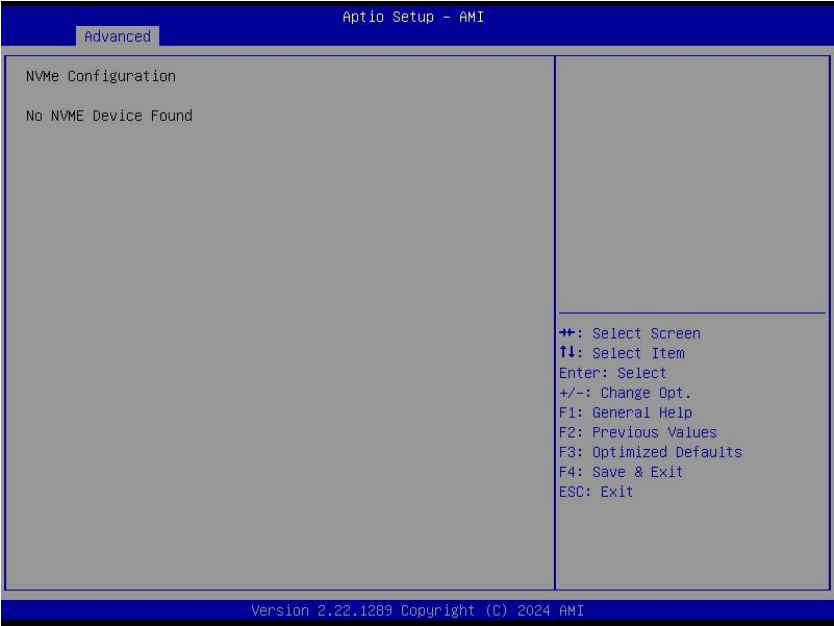 Aptio Setup - AMI
Advanced
NVMe Configuration
No NVME Device Found
→←: Select Screen
↑↓: Select Item
Enter: Select
+/-: Change Opt.
F1: General Help
F2: Previous Values
F3: Optimized Defaults
F4: Save & Exit
ESC: Exit
Version 2.22.1289 Copyright (C) 2024 AMI